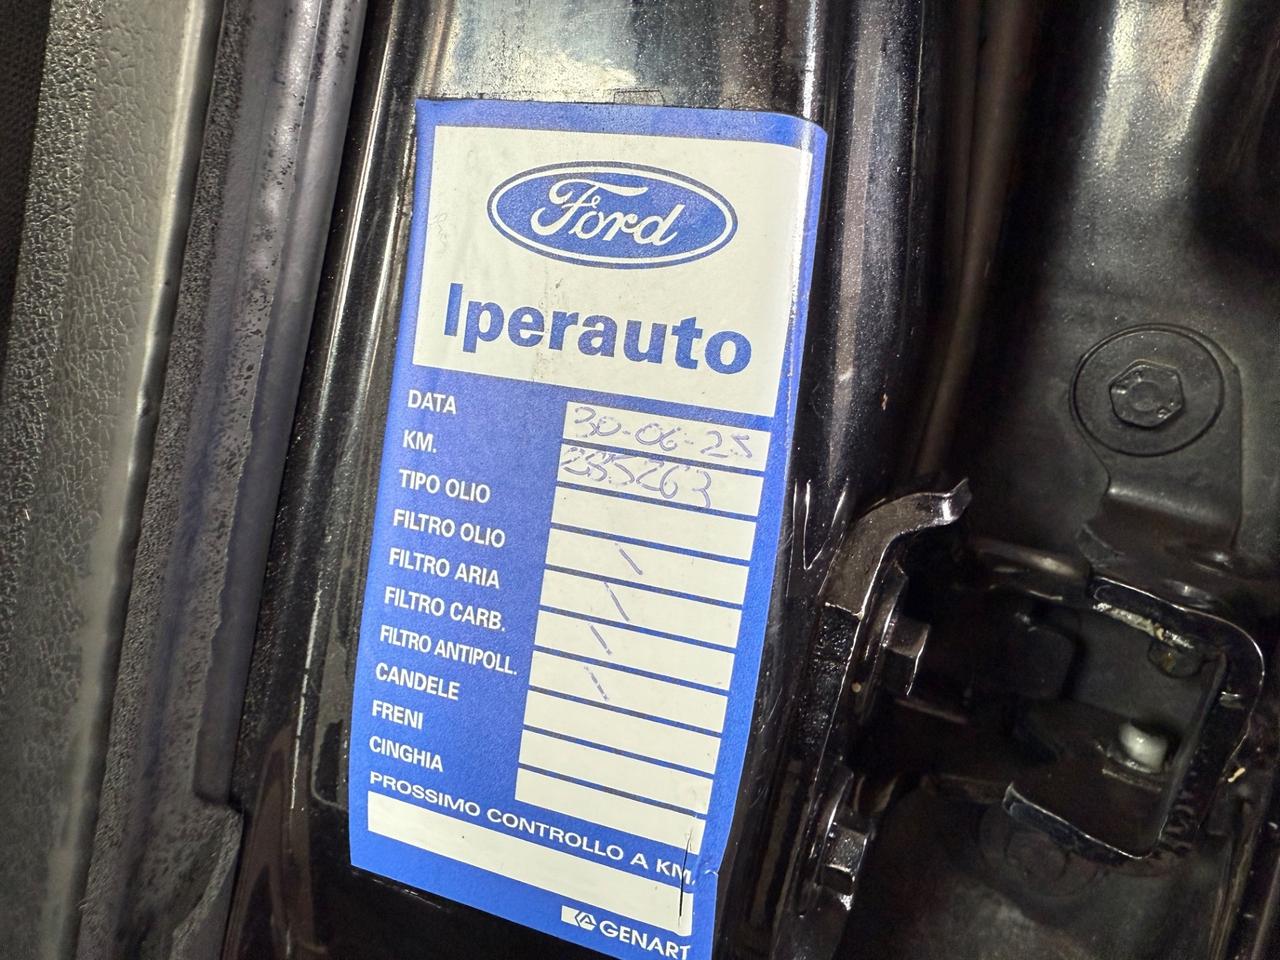 Ford
Iperauto
DATA 30-06-25
KM. 285263
TIPO OLIO
FILTRO OLIO /
FILTRO ARIA /
FILTRO CARB. /
FILTRO ANTIPOLL. /
CANDELE
FRENI
CINGHIA
PROSSIMO CONTROLLO A KM.
GENART